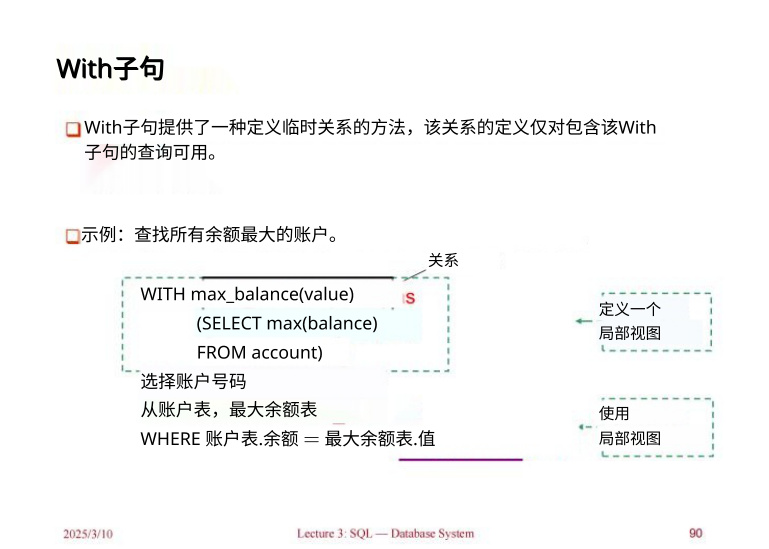 With子句
With子句提供了一种定义临时关系的方法，该关系的定义仅对包含该With
子句的查询可用。
示例：查找所有余额最大的账户。
关系
WITH max_balance(value)
S
(SELECT max(balance)
FROM account)
定义一个
局部视图
选择账户号码
从账户表，最大余额表
WHERE 账户表.余额 = 最大余额表.值
使用
局部视图
2025/3/10
Lecture 3: SQL — Database System
90